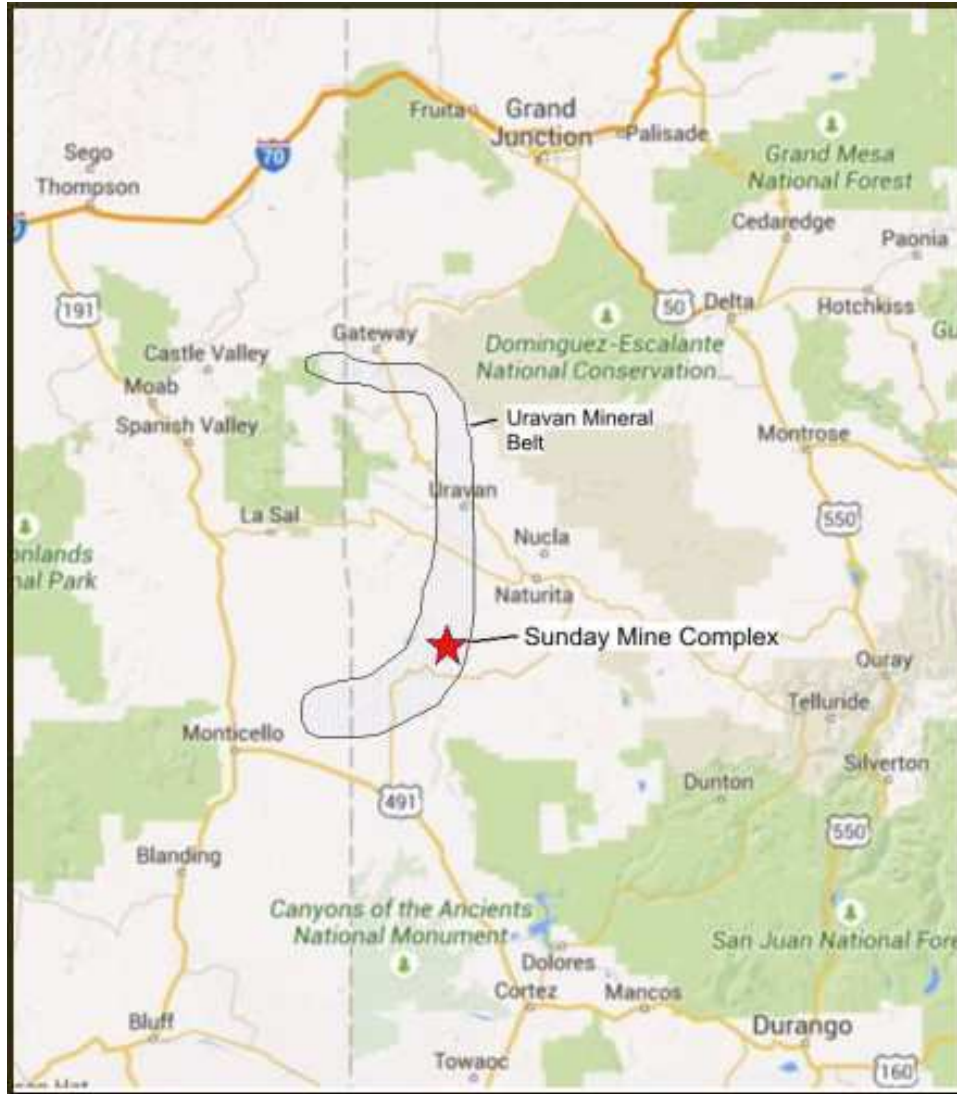 Fruita
Grand
Junction
Palisade
70
Sego
Thompson
Grand Mesa
National Forest
Cedaredge
Paonia
191
50
Delta
Hotchkiss
Gateway
Castle Valley
Moab
Dominguez-Escalante
National Conservation...
Spanish Valley
Uravan Mineral
Belt
Montrose
Uravan
La Sal
550
Nucla
onlands
nal Park
Naturita
Sunday Mine Complex
Ouray
Telluride
Monticello
Silverton
Dunton
491
550
Blanding
Canyons of the Ancients
National Monument
San Juan National Fore
Dolores
Cortez
Mancos
Bluff
Durango
Towaoc
160